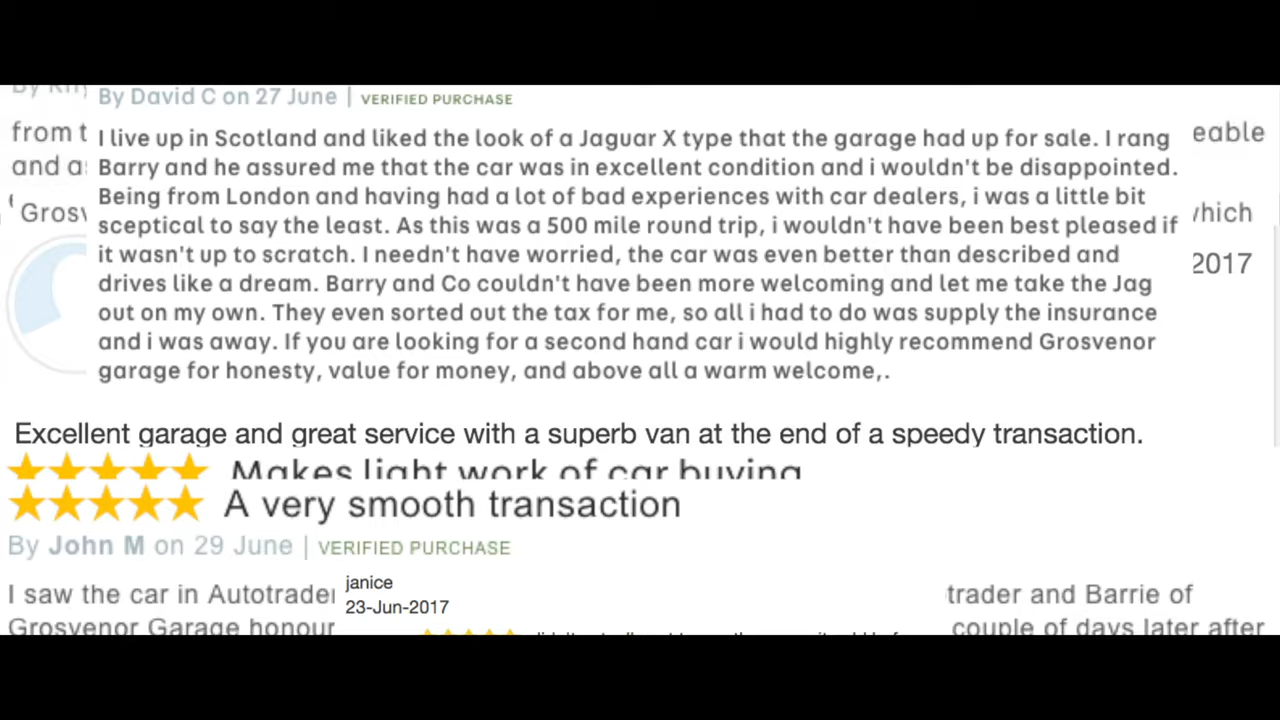 By David C on 27 June | VERIFIED PURCHASE
from t I live up in Scotland and liked the look of a Jaguar X type that the garage had up for sale. I rang eable
and a Barry and he assured me that the car was in excellent condition and i wouldn't be disappointed.
Being from London and having had a lot of bad experiences with car dealers, i was a little bit
Grosv sceptical to say the least. As this was a 500 mile round trip, i wouldn't have been best pleased if which
it wasn't up to scratch. I needn't have worried, the car was even better than described and 2017
drives like a dream. Barry and Co couldn't have been more welcoming and let me take the Jag
out on my own. They even sorted out the tax for me, so all i had to do was supply the insurance
and i was away. If you are looking for a second hand car i would highly recommend Grosvenor
garage for honesty, value for money, and above all a warm welcome,.
Excellent garage and great service with a superb van at the end of a speedy transaction.
Makes light work of car buying
A very smooth transaction
By John M on 29 June | VERIFIED PURCHASE
janice
I saw the car in Autotrader trader and Barrie of
23-Jun-2017
Grosvenor Garage honour couple of days later after